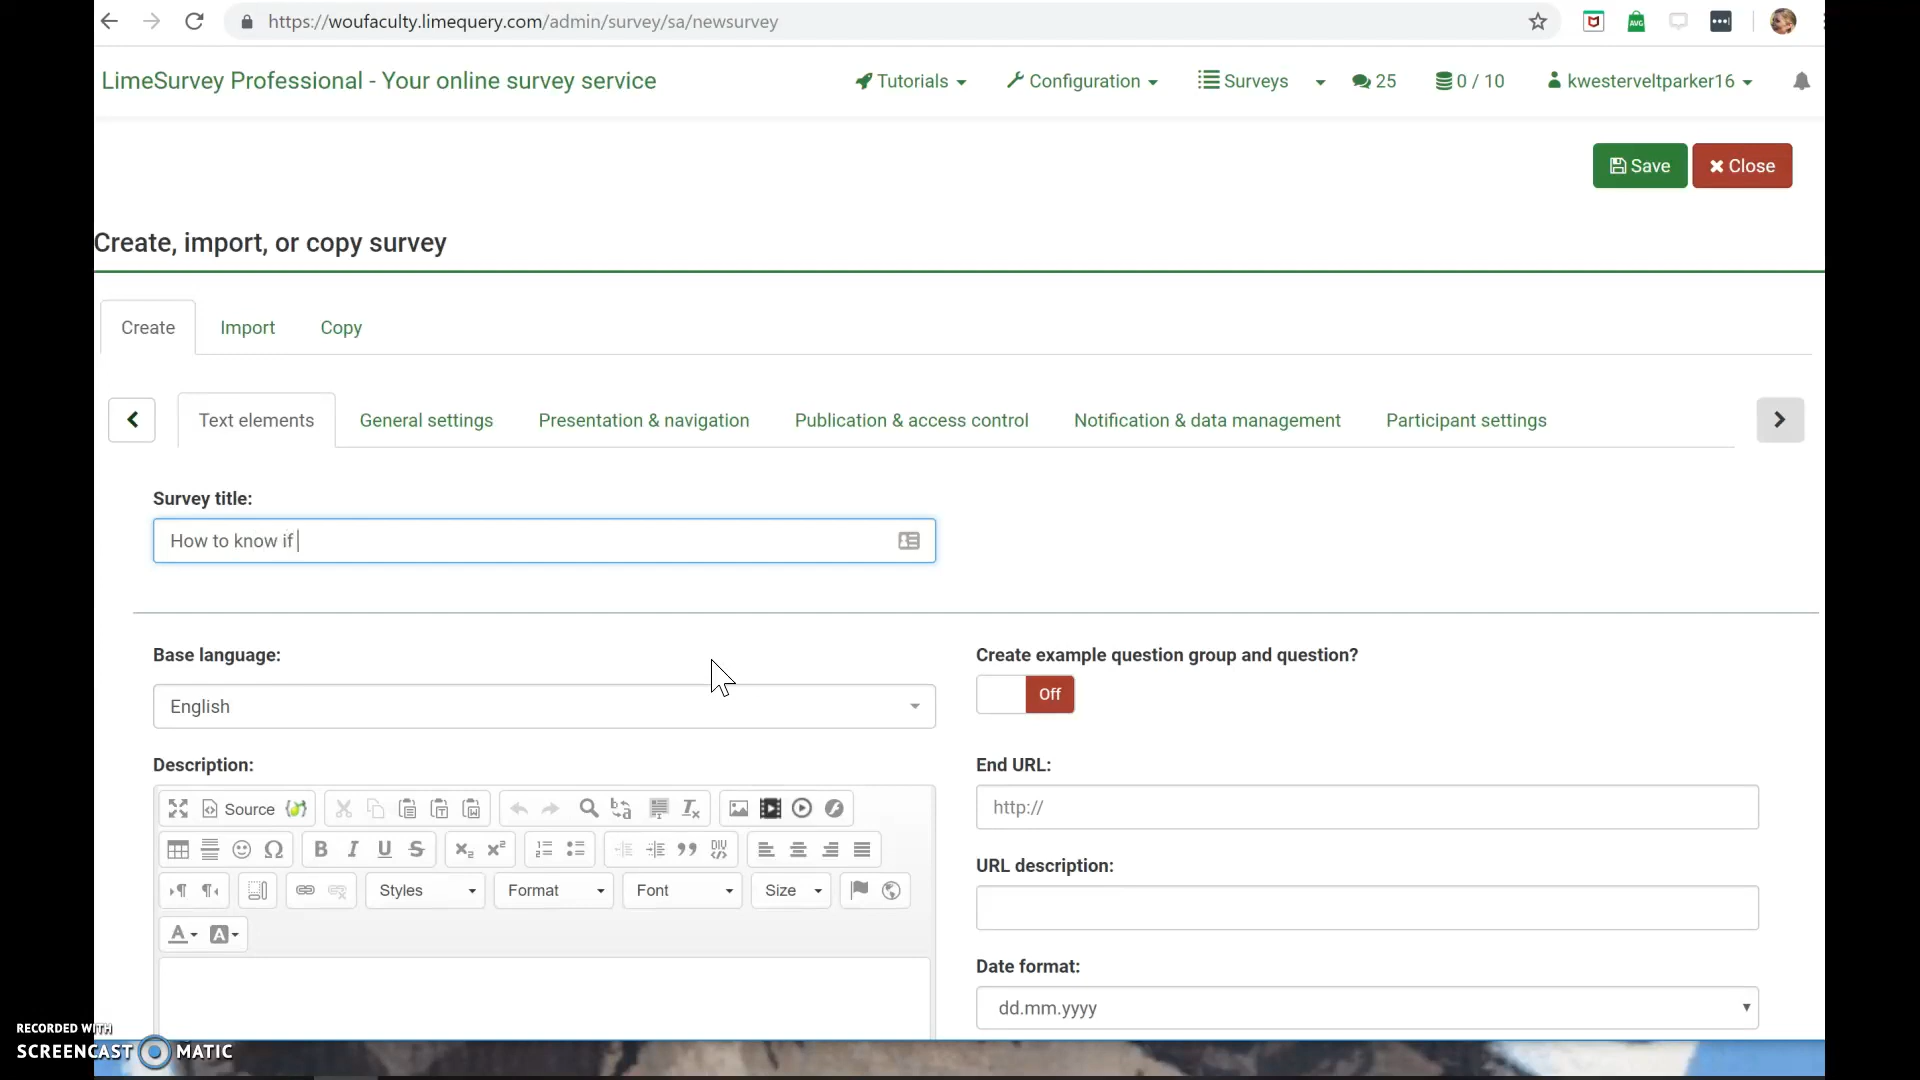 https://woufaculty.limequery.com/admin/survey/sa/newsurvey
LimeSurvey Professional - Your online survey service
Tutorials
Configuration
Surveys
25
0 / 10
kwesterveltparker16
Save
Close
Create, import, or copy survey
Create
Import
Copy
Text elements
General settings
Presentation & navigation
Publication & access control
Notification & data management
Participant settings
Survey title:
How to know if
Base language:
Create example question group and question?
English
Off
Description:
End URL:
Source
http://
URL description:
Styles
Format
Font
Size
Date format:
dd.mm.yyyy
RECORDED WITH
SCREENCAST MATIC